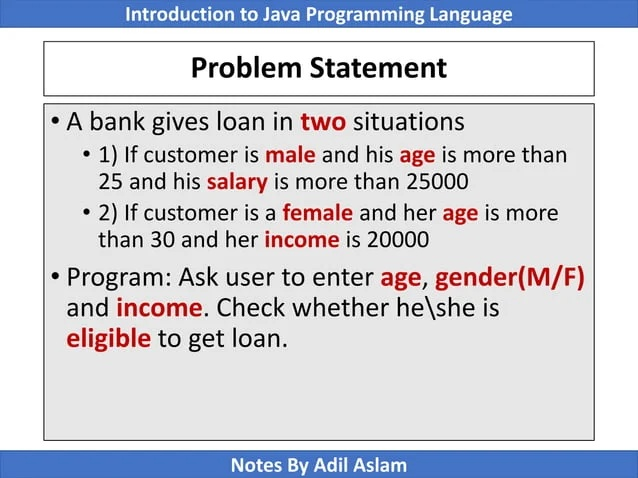 Introduction to Java Programming Language
Problem Statement
• A bank gives loan in two situations
• 1) If customer is male and his age is more than
25 and his salary is more than 25000
• 2) If customer is a female and her age is more
than 30 and her income is 20000
• Program: Ask user to enter age, gender(M/F)
and income. Check whether he\she is
eligible to get loan.
Notes By Adil Aslam